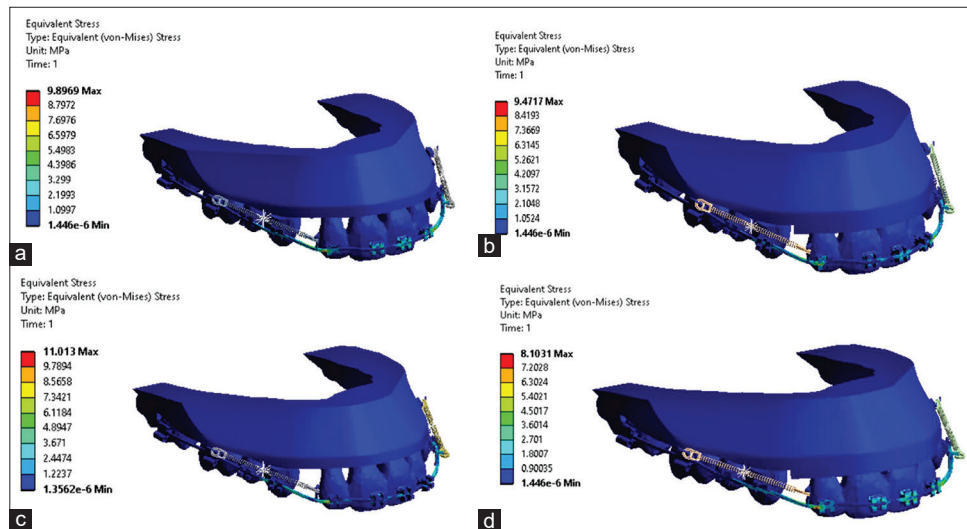 Equivalent Stress
Type: Equivalent (von-Mises) Stress
Unit: MPa
Time: 1
9.8969 Max
8.7972
7.6976
6.5979
5.4983
4.3986
3.299
2.1993
1.0997
1.446e-6 Min
a
Equivalent Stress
Type: Equivalent (von-Mises) Stress
Unit: MPa
Time: 1
9.4717 Max
8.4193
7.3669
6.3145
5.2621
4.2097
3.1572
2.1048
1.0524
1.446e-6 Min
b
Equivalent Stress
Type: Equivalent (von-Mises) Stress
Unit: MPa
Time: 1
11.013 Max
9.7894
8.5658
7.3421
6.1184
4.8947
3.671
2.4474
1.2237
1.3562e-6 Min
c
Equivalent Stress
Type: Equivalent (von-Mises) Stress
Unit: MPa
Time: 1
8.1031 Max
7.2028
6.3024
5.4021
4.5017
3.6014
2.701
1.8007
0.90035
1.446e-6 Min
d